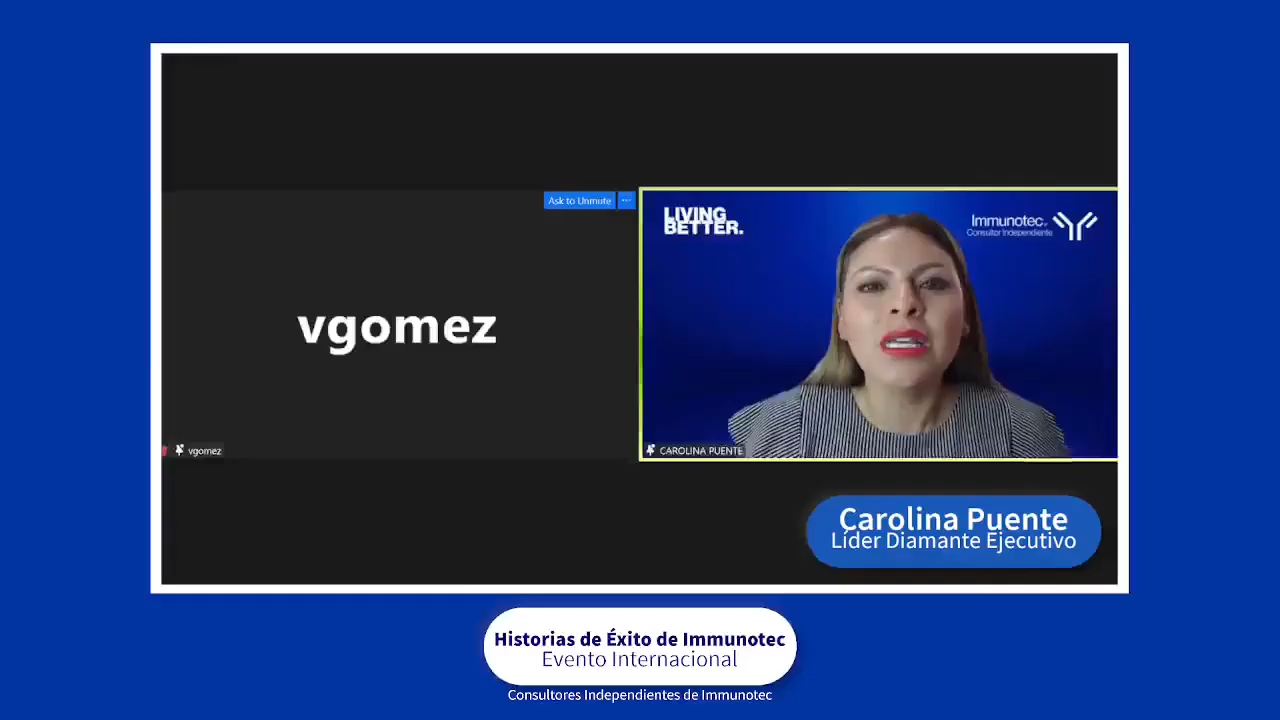 Ask to Unmute ...
vgomez
vgomez
LIVING
BETTER.
Immunotec
Consultor Independiente
CAROLINA PUENTE
Carolina Puente
Líder Diamante Ejecutivo
Historias de Éxito de Immunotec
Evento Internacional
Consultores Independientes de Immunotec